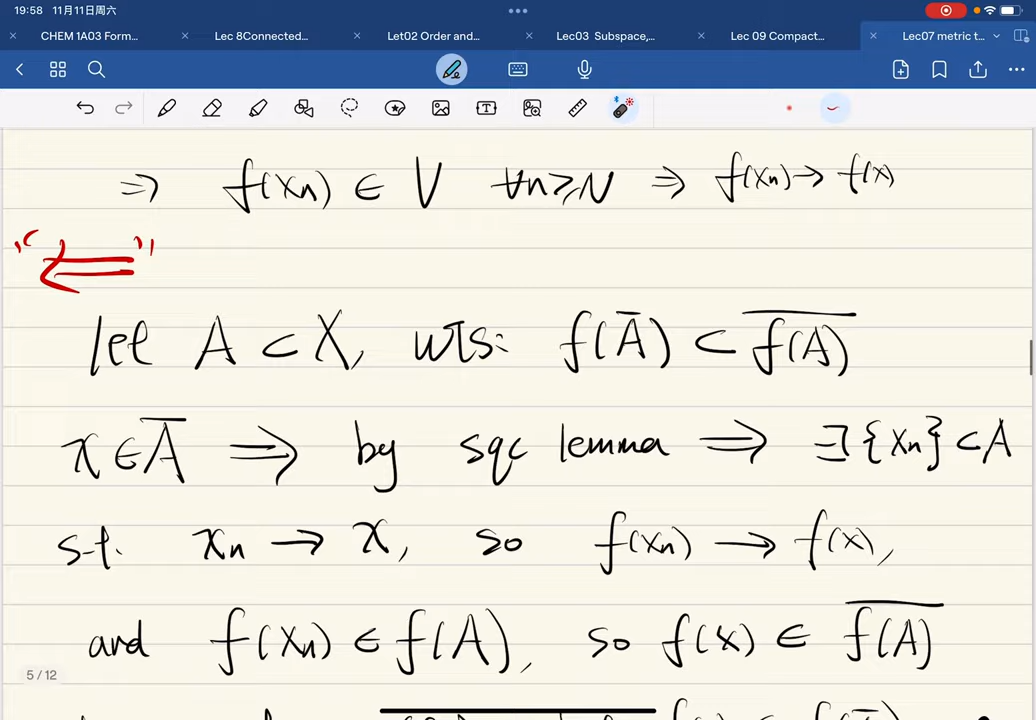 19:58 11月11日周六
CHEM 1A03 Form... Lec 8Connected... Let02 Order and... Lec03 Subspace,... Lec 09 Compact... Lec07 metric t...
⇒ f(xn) ∈ V ∀n≥N ⇒ f(xn) → f(x)
"⇐"
let A ⊂ X, wts: f(Ā) ⊂ \overline{f(A)}
x ∈ Ā ⇒ by sqc lemma ⇒ ∃{xn} ⊂ A
s.t. xn → x, so f(xn) → f(x),
and f(xn) ∈ f(A), so f(x) ∈ \overline{f(A)}
5 / 12